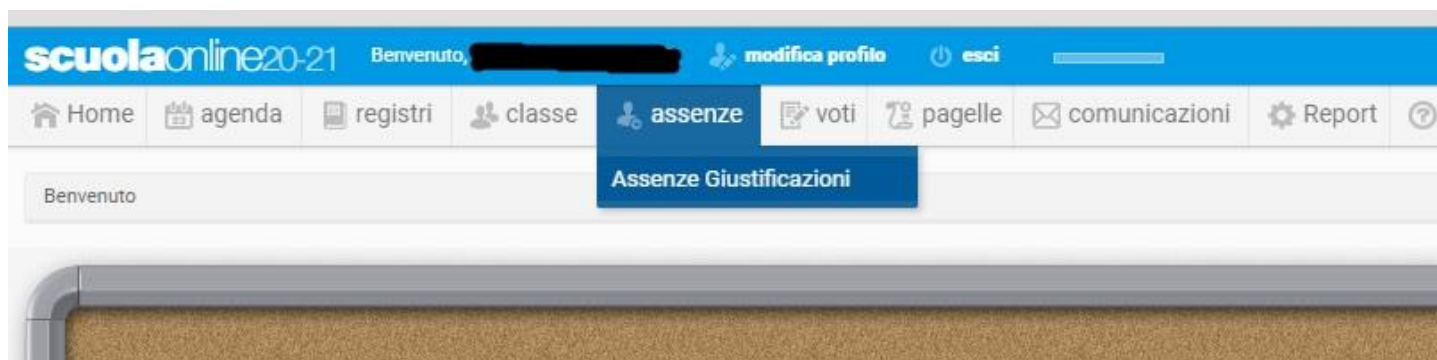 scuolaonline20-21 Benvenuto, modifica profilo esci
Home agenda registri classe assenze voti pagelle comunicazioni Report
Assenze Giustificazioni
Benvenuto